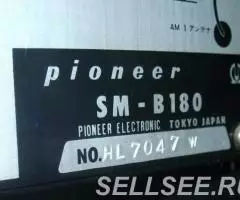 AM 1 アンテナ
pioneer
SM - B180
PIONEER ELECTRONIC TOKYO JAPAN
NO. HL 7047 W
SELLSEE.RU